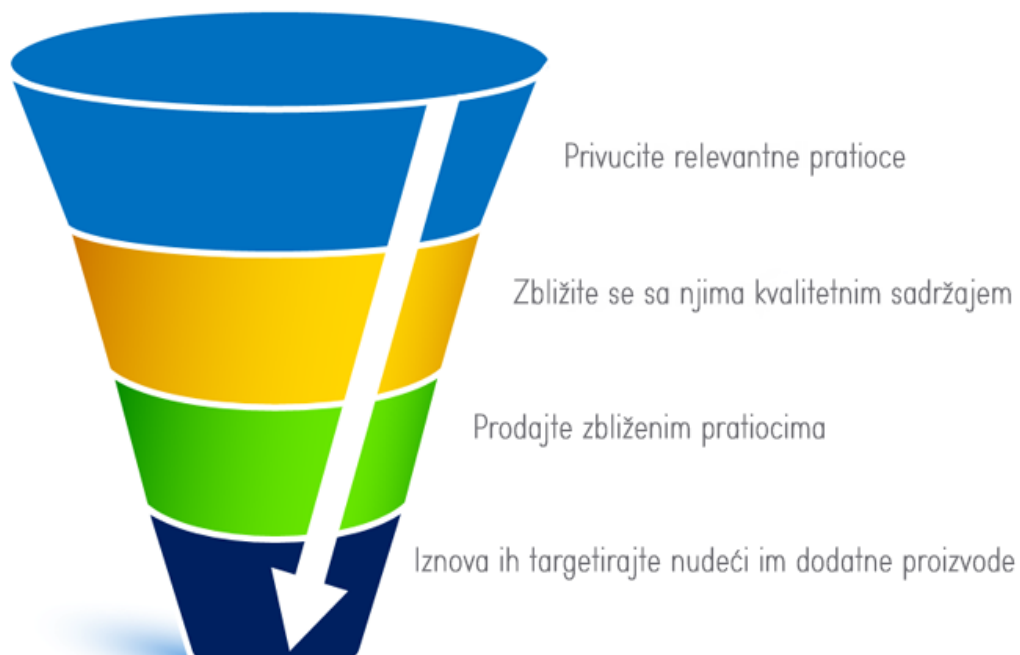 Privucite relevantne pratioce
Zbližite se sa njima kvalitetnim sadržajem
Prodajte zbliženim pratiocima
Iznova ih targetirajte nudeći im dodatne proizvode